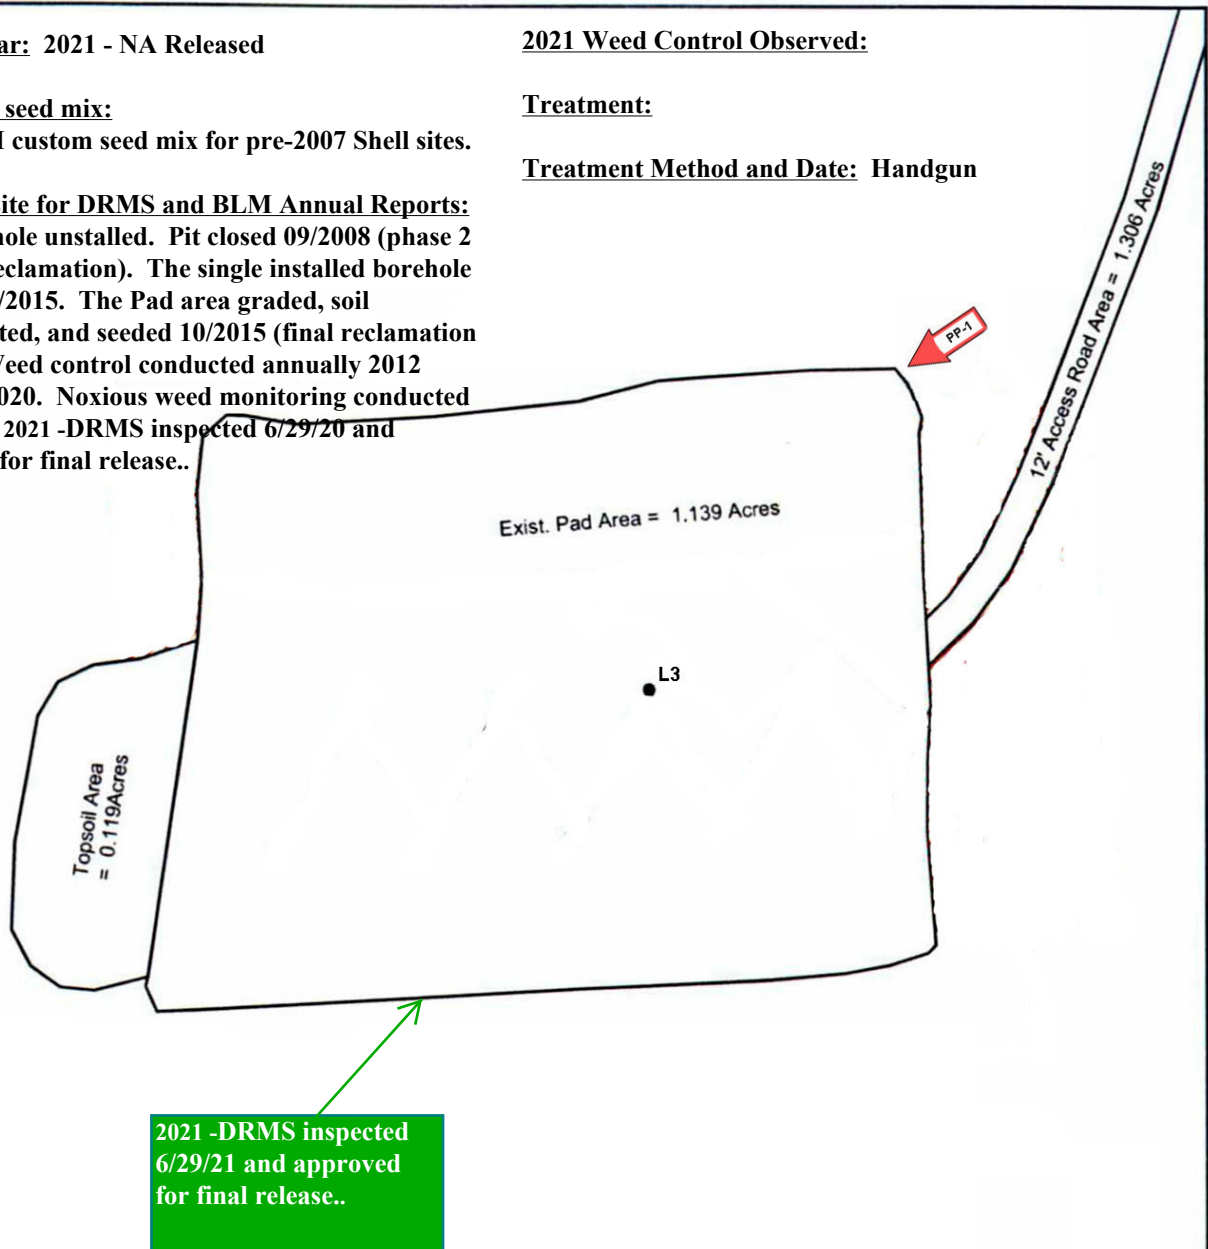 ar: 2021 - NA Released
seed mix:
custom seed mix for pre-2007 Shell sites.
ite for DRMS and BLM Annual Reports:
ole unstalled. Pit closed 09/2008 (phase 2
eclamation). The single installed borehole
/2015. The Pad area graded, soil
ted, and seeded 10/2015 (final reclamation
eed control conducted annually 2012
020. Noxious weed monitoring conducted
2021 -DRMS inspected 6/29/20 and
for final release..
2021 Weed Control Observed:
Treatment:
Treatment Method and Date: Handgun
PP-1
12' Access Road Area = 1.306 Acres
Exist. Pad Area = 1.139 Acres
L3
Topsoil Area
= 0.119Acres
2021 -DRMS inspected
6/29/21 and approved
for final release..